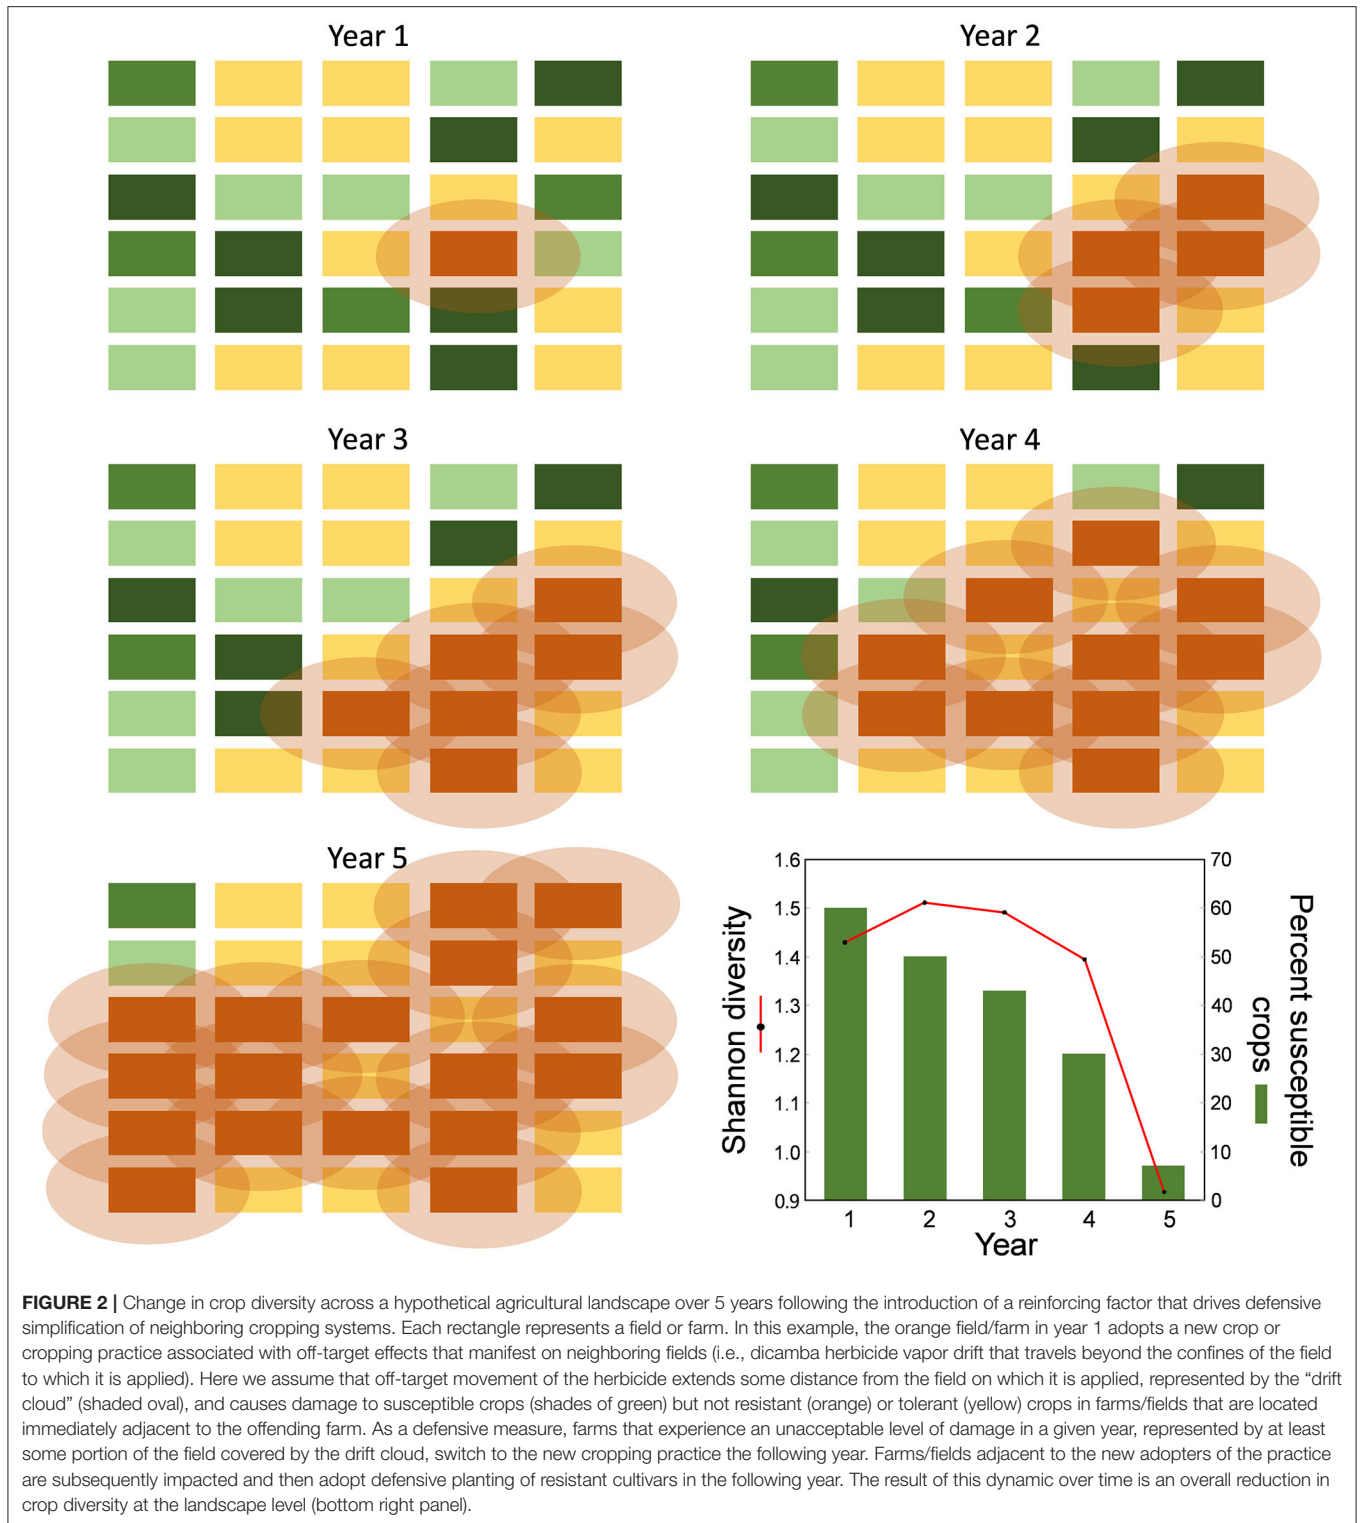 Year 1
Year 2
Year 3
Year 4
Year 5
1.6
1.5
1.4
1.3
1.2
1.1
1.0
0.9
Shannon diversity
70
60
50
40
30
20
10
0
Percent susceptible
crops
1 2 3 4 5
Year
FIGURE 2 | Change in crop diversity across a hypothetical agricultural landscape over 5 years following the introduction of a reinforcing factor that drives defensive
simplification of neighboring cropping systems. Each rectangle represents a field or farm. In this example, the orange field/farm in year 1 adopts a new crop or
cropping practice associated with off-target effects that manifest on neighboring fields (i.e., dicamba herbicide vapor drift that travels beyond the confines of the field
to which it is applied). Here we assume that off-target movement of the herbicide extends some distance from the field on which it is applied, represented by the “drift
cloud” (shaded oval), and causes damage to susceptible crops (shades of green) but not resistant (orange) or tolerant (yellow) crops in farms/fields that are located
immediately adjacent to the offending farm. As a defensive measure, farms that experience an unacceptable level of damage in a given year, represented by at least
some portion of the field covered by the drift cloud, switch to the new cropping practice the following year. Farms/fields adjacent to the new adopters of the practice
are subsequently impacted and then adopt defensive planting of resistant cultivars in the following year. The result of this dynamic over time is an overall reduction in
crop diversity at the landscape level (bottom right panel).